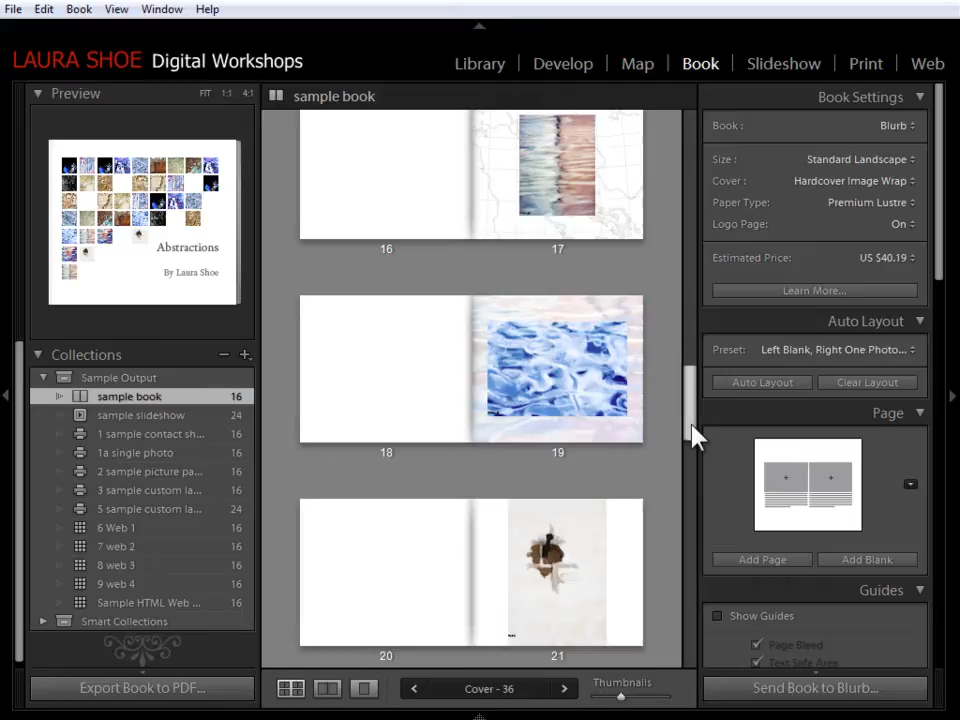 File Edit Book View Window Help
LAURA SHOE Digital Workshops
Library | Develop | Map | Book | Slideshow | Print | Web
Preview FIT 1:1 4:1
Abstractions
By Laura Shoe
Collections
Sample Output
sample book 16
sample slideshow 24
1 sample contact sh... 16
1a single photo 16
2 sample picture pa... 16
3 sample custom la... 16
5 sample custom la... 24
6 Web 1 16
7 web 2 16
8 web 3 16
9 web 4 16
Sample HTML Web ... 16
Smart Collections
Export Book to PDF...
sample book
16 17
18 19
20 21
Cover - 36
Thumbnails
Book Settings
Book : Blurb
Size : Standard Landscape
Cover : Hardcover Image Wrap
Paper Type: Premium Lustre
Logo Page: On
Estimated Price: US $40.19
Learn More...
Auto Layout
Preset: Left Blank, Right One Photo...
Auto Layout Clear Layout
Page
Add Page Add Blank
Guides
Show Guides
Page Bleed
Text Safe Area
Send Book to Blurb...